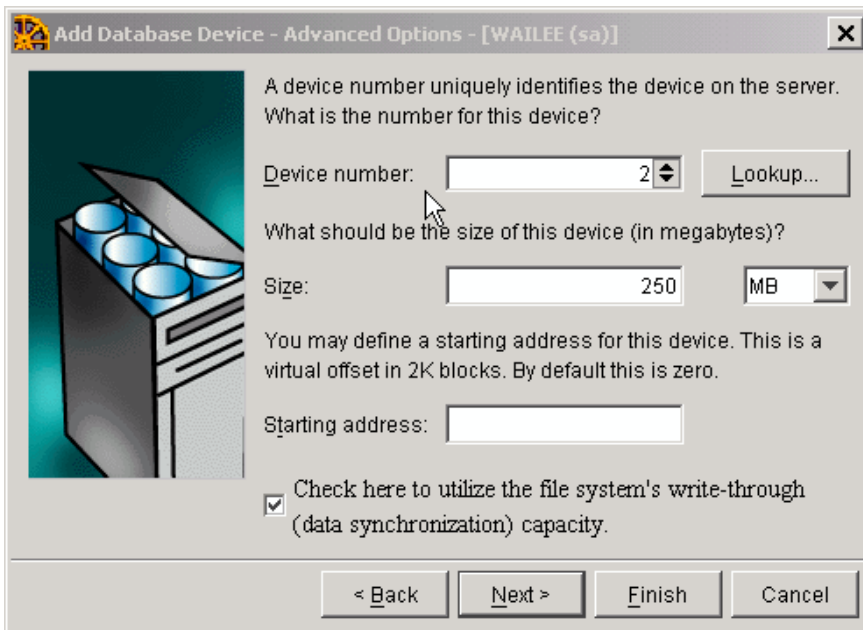 Add Database Device - Advanced Options - [WAILEE (sa)]
A device number uniquely identifies the device on the server.
What is the number for this device?
Device number: 2 Lookup...
What should be the size of this device (in megabytes)?
Size: 250 MB
You may define a starting address for this device. This is a
virtual offset in 2K blocks. By default this is zero.
Starting address:
Check here to utilize the file system's write-through
(data synchronization) capacity.
< Back Next > Finish Cancel